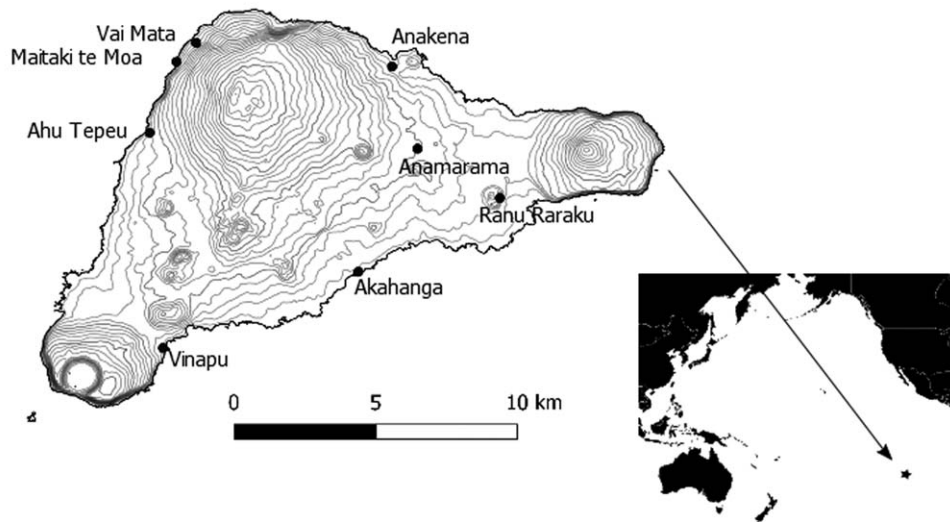 Vai Mata
Anakena
Maitaki te Moa
Ahu Tepeu
Anamarama
Ranu Raraku
Akahanga
Vinapu
0 5 10 km